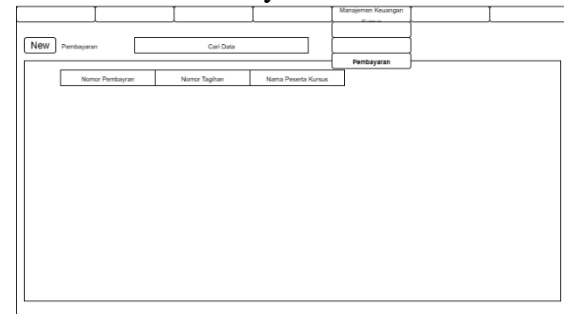 Manajemen Keuangan
New Pembayaran Cari Data
Pembayaran
Nomor Pembayran Nomor Tagihan Nama Peserta Kursus